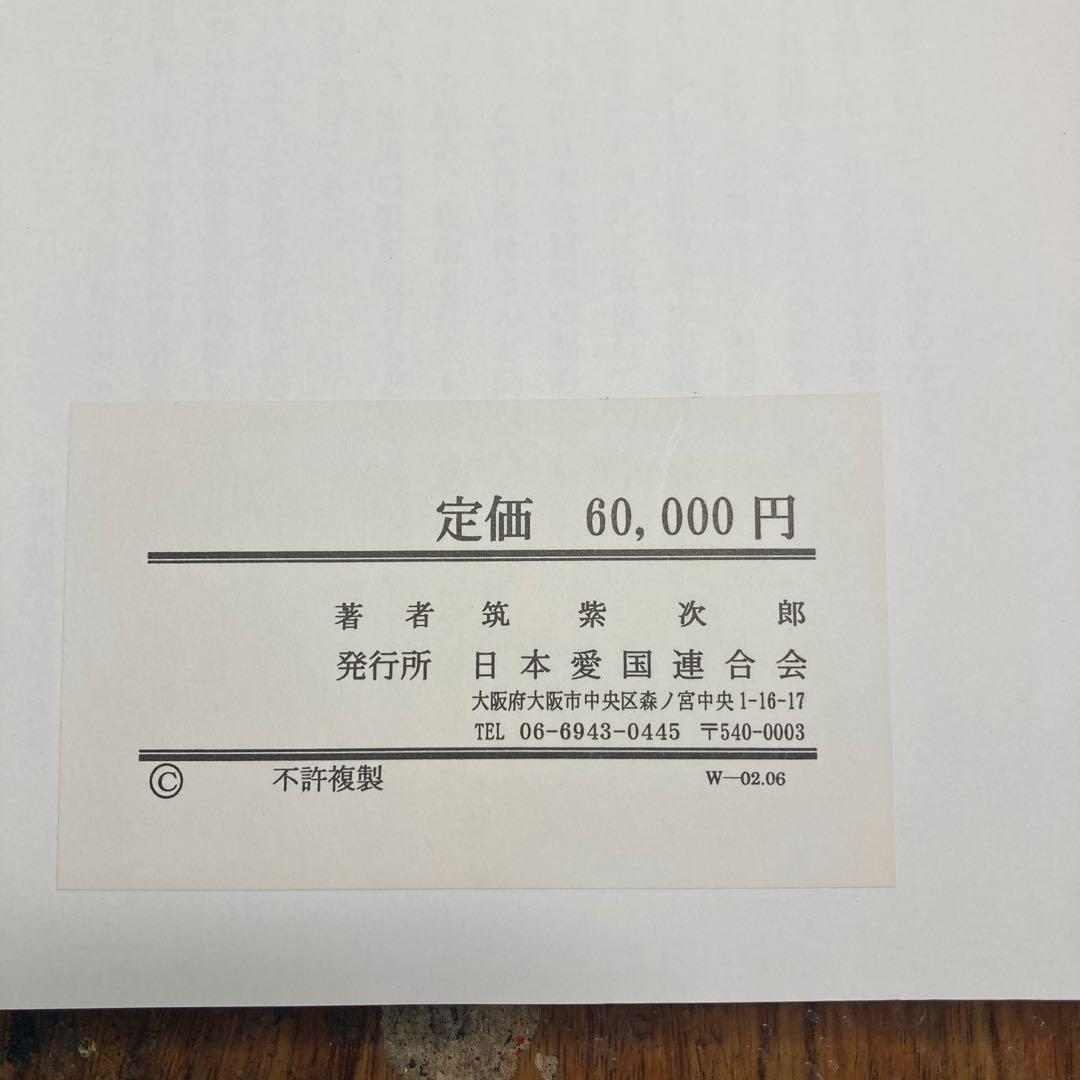 定価 60,000円
著者 筑紫次郎
発行所 日本愛国連合会
大阪府大阪市中央区森ノ宮中央1-16-17
TEL 06-6943-0445 〒540-0003
© 不許複製 W—02.06